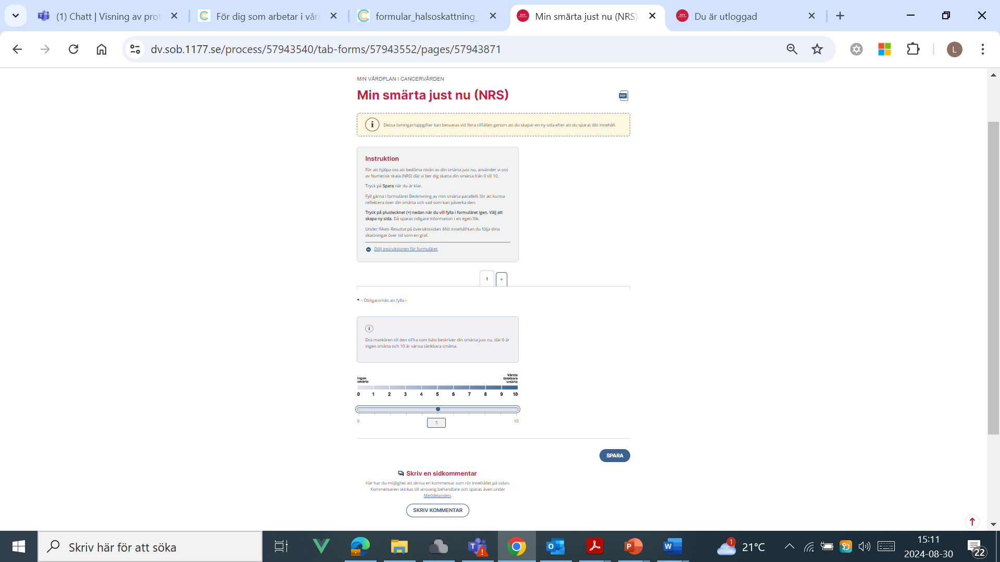 (1) Chatt | Visning av prot
För dig som arbetar i vård
formular_halsoskattning_
Min smärta just nu (NRS)
Du är utloggad
dv.sob.1177.se/process/57943540/tab-forms/57943552/pages/57943871
L
MIN VÅRDPLAN I CANCERVÅRDEN
Min smärta just nu (NRS)
PDF
Dessa övningar/uppgifter kan besvaras vid flera tillfällen genom att du skapar en ny sida efter att du sparat ditt innehåll.
Instruktion
För att hjälpa oss att bedöma nivån av din smärta just nu, använder vi oss
av Numerisk skala (NRS) där vi ber dig skatta din smärta från 0 till 10.
Tryck på Spara när du är klar.
Fyll gärna i formuläret Beskrivning av min smärta parallellt för att kunna
reflektera över din smärta och vad som kan påverka den.
Tryck på plustecknet (+) nedan när du vill fylla i formuläret igen. Välj att
skapa ny sida. Då sparas tidigare information i en egen flik.
Under fliken Resultat på översiktssidan Mitt innehåll kan du följa dina
skattningar över tid som en graf.
Dölj instruktionen för formuläret
1 +
* = Obligatoriskt att fylla i
Dra markören till den siffra som bäst beskriver din smärta just nu, där 0 är
ingen smärta och 10 är värsta tänkbara smärta.
Ingen
smärta
Värsta
tänkbara
smärta
0 1 2 3 4 5 6 7 8 9 10
0 5 10
SPARA
Skriv en sidkommentar
Här har du möjlighet att skriva en kommentar som rör innehållet på sidan.
Kommentaren skickas till ansvarig behandlare och sparas även under
Meddelanden.
SKRIV KOMMENTAR
Skriv här för att söka
1
21°C
15:11
2024-08-30
22